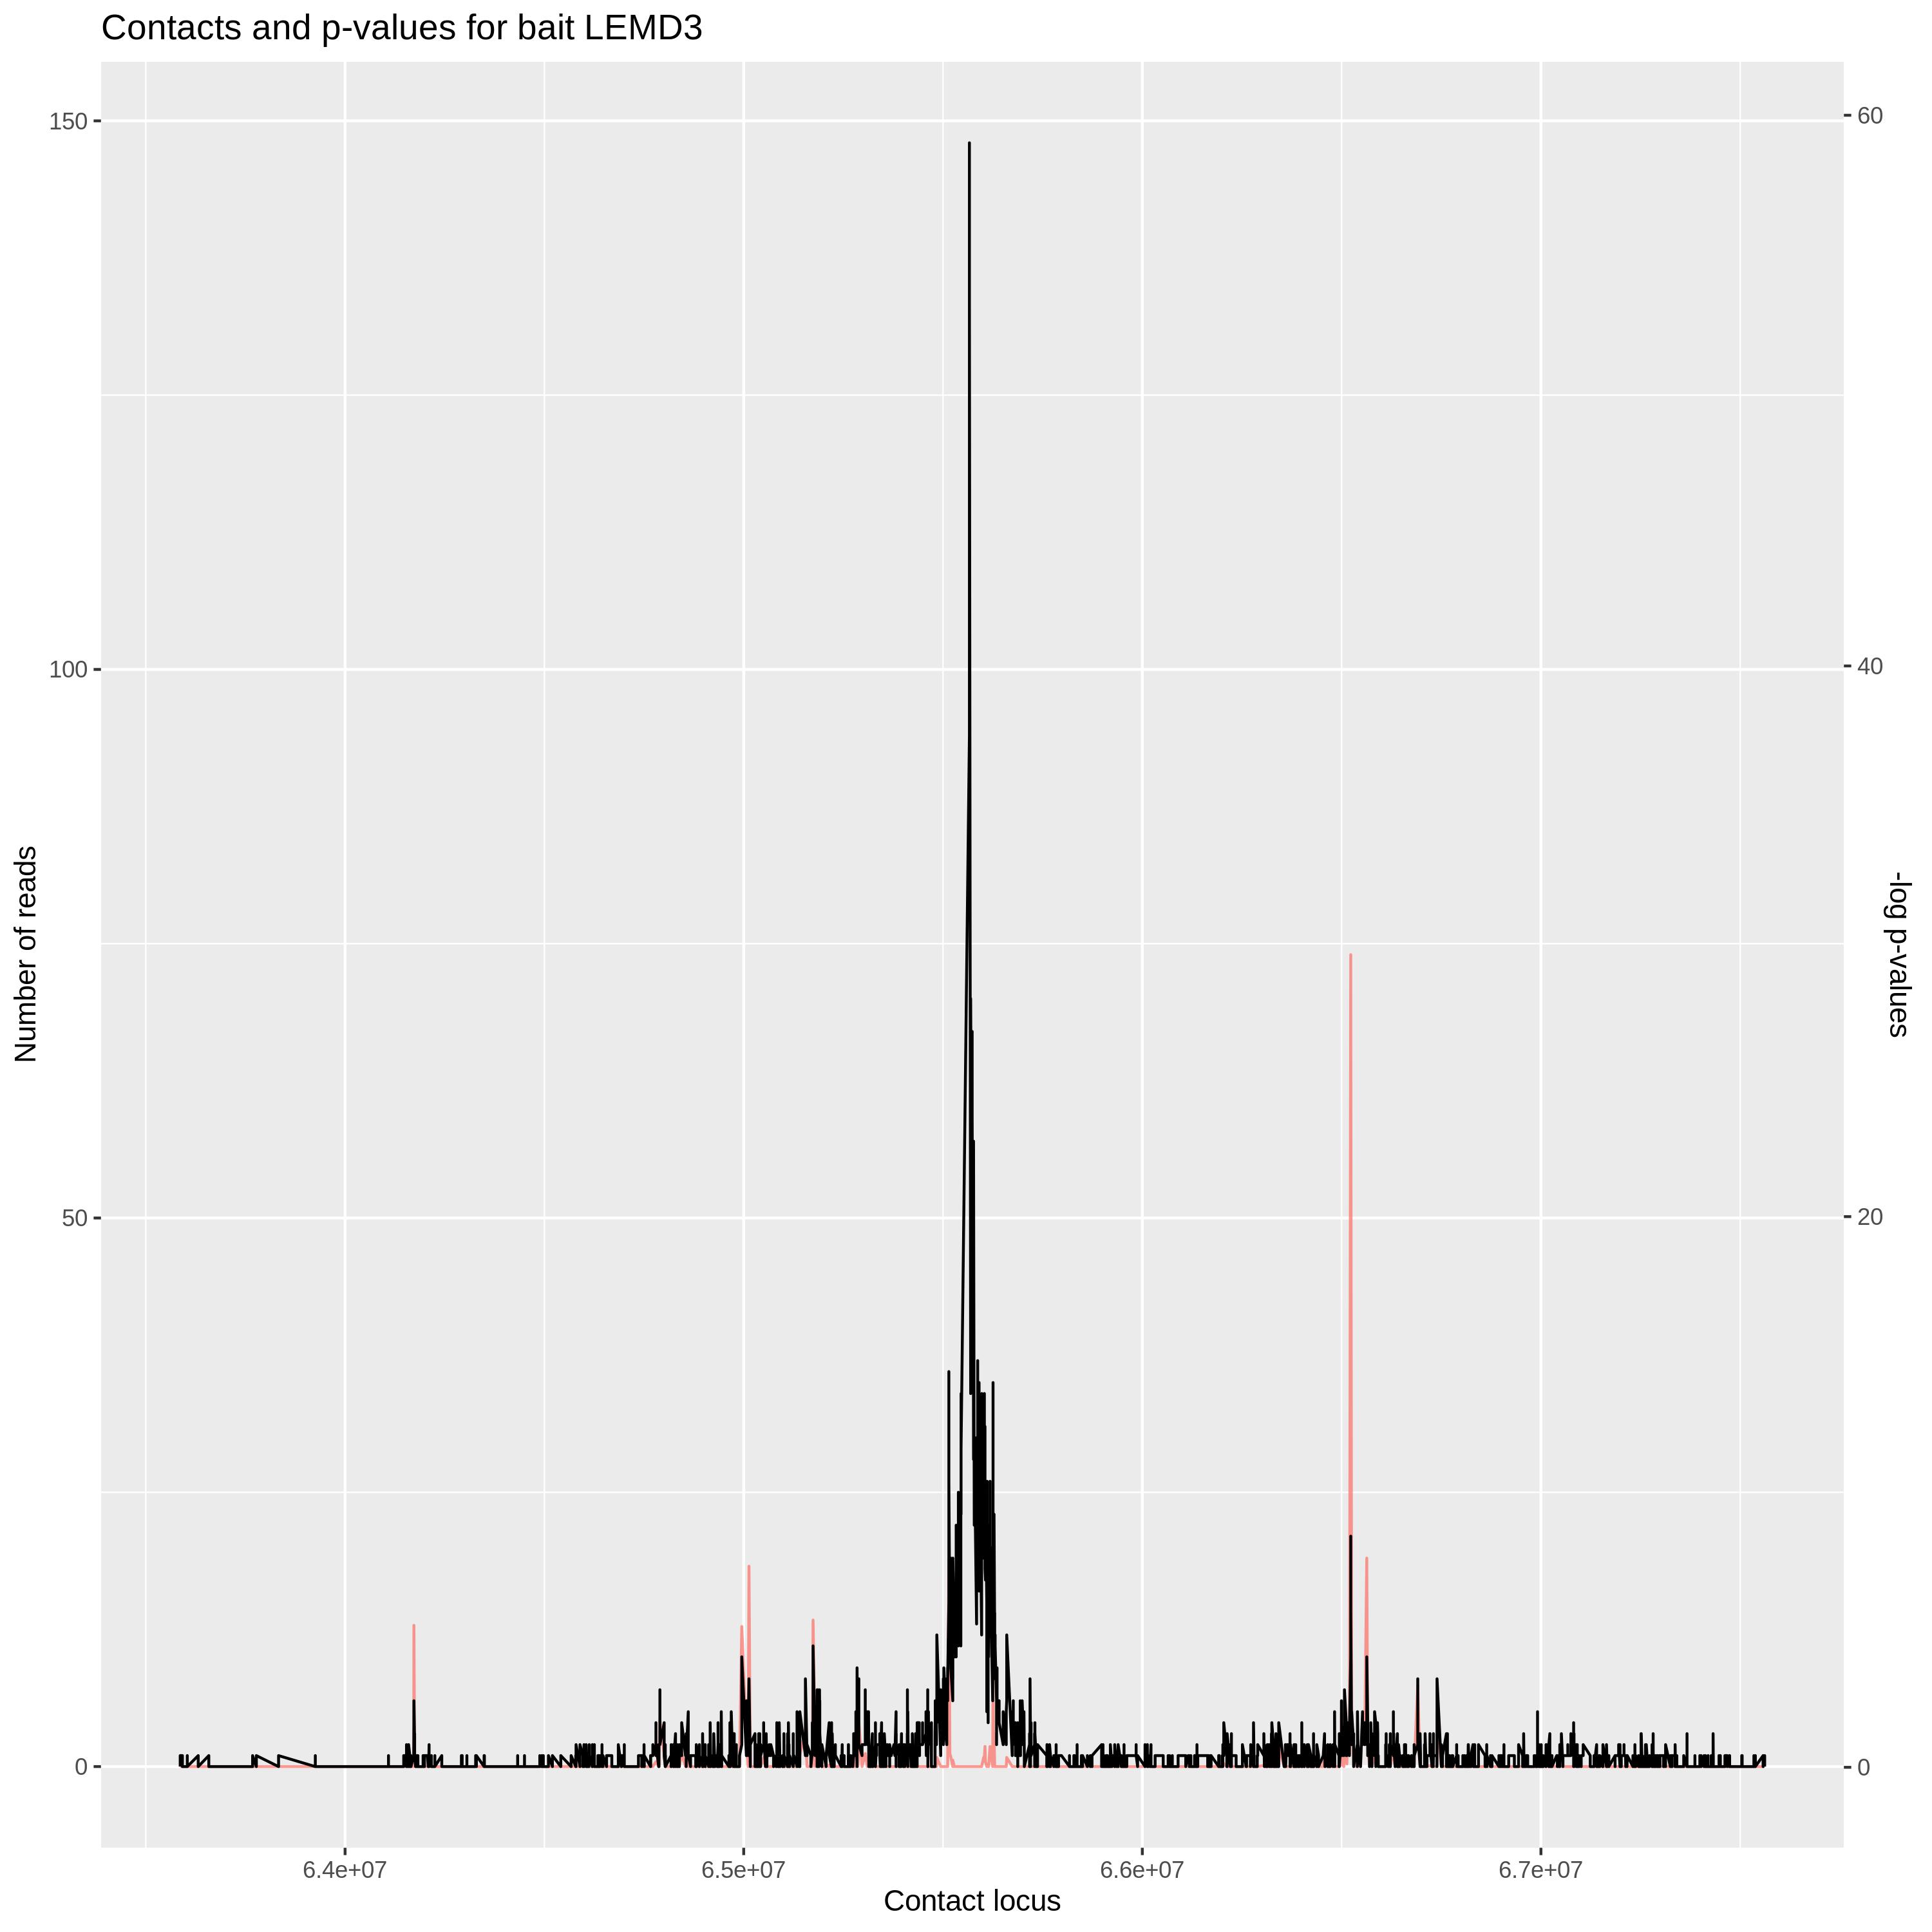 Contacts and p-values for bait LEMD3
150
100
50
0
60
40
20
0
Number of reads
-log p-values
6.4e+07
6.5e+07
6.6e+07
6.7e+07
Contact locus